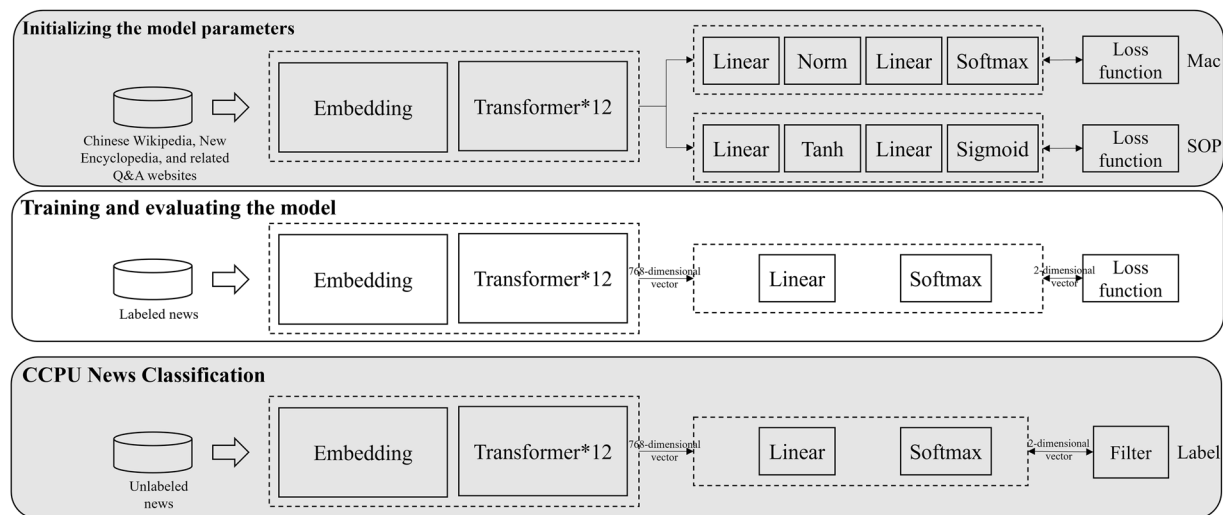 Initializing the model parameters
Chinese Wikipedia, New
Encyclopedia, and related
Q&A websites
Embedding
Transformer*12
Linear
Norm
Linear
Softmax
Loss
function
Mac
Linear
Tanh
Linear
Sigmoid
Loss
function
SOP
Training and evaluating the model
Labeled news
Embedding
Transformer*12
768-dimensional
vector
Linear
Softmax
2-dimensional
vector
Loss
function
CCPU News Classification
Unlabeled
news
Embedding
Transformer*12
768-dimensional
vector
Linear
Softmax
2-dimensional
vector
Filter
Label